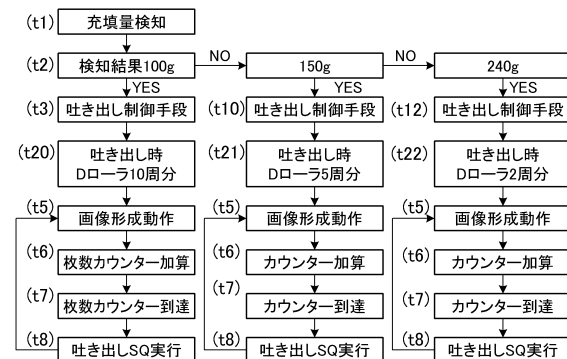 (t1) 充填量検知
(t2) 検知結果100g NO 150g NO 240g
YES YES YES
(t3) 吐き出し制御手段 (t10) 吐き出し制御手段 (t12) 吐き出し制御手段
(t20) 吐き出し時 (t21) 吐き出し時 (t22) 吐き出し時
Dローラ10周分 Dローラ5周分 Dローラ2周分
(t5) 画像形成動作 (t5) 画像形成動作 (t5) 画像形成動作
(t6) 枚数カウンター加算 (t6) カウンター加算 (t6) カウンター加算
(t7) 枚数カウンター到達 (t7) カウンター到達 (t7) カウンター到達
(t8) 吐き出しSQ実行 (t8) 吐き出しSQ実行 (t8) 吐き出しSQ実行